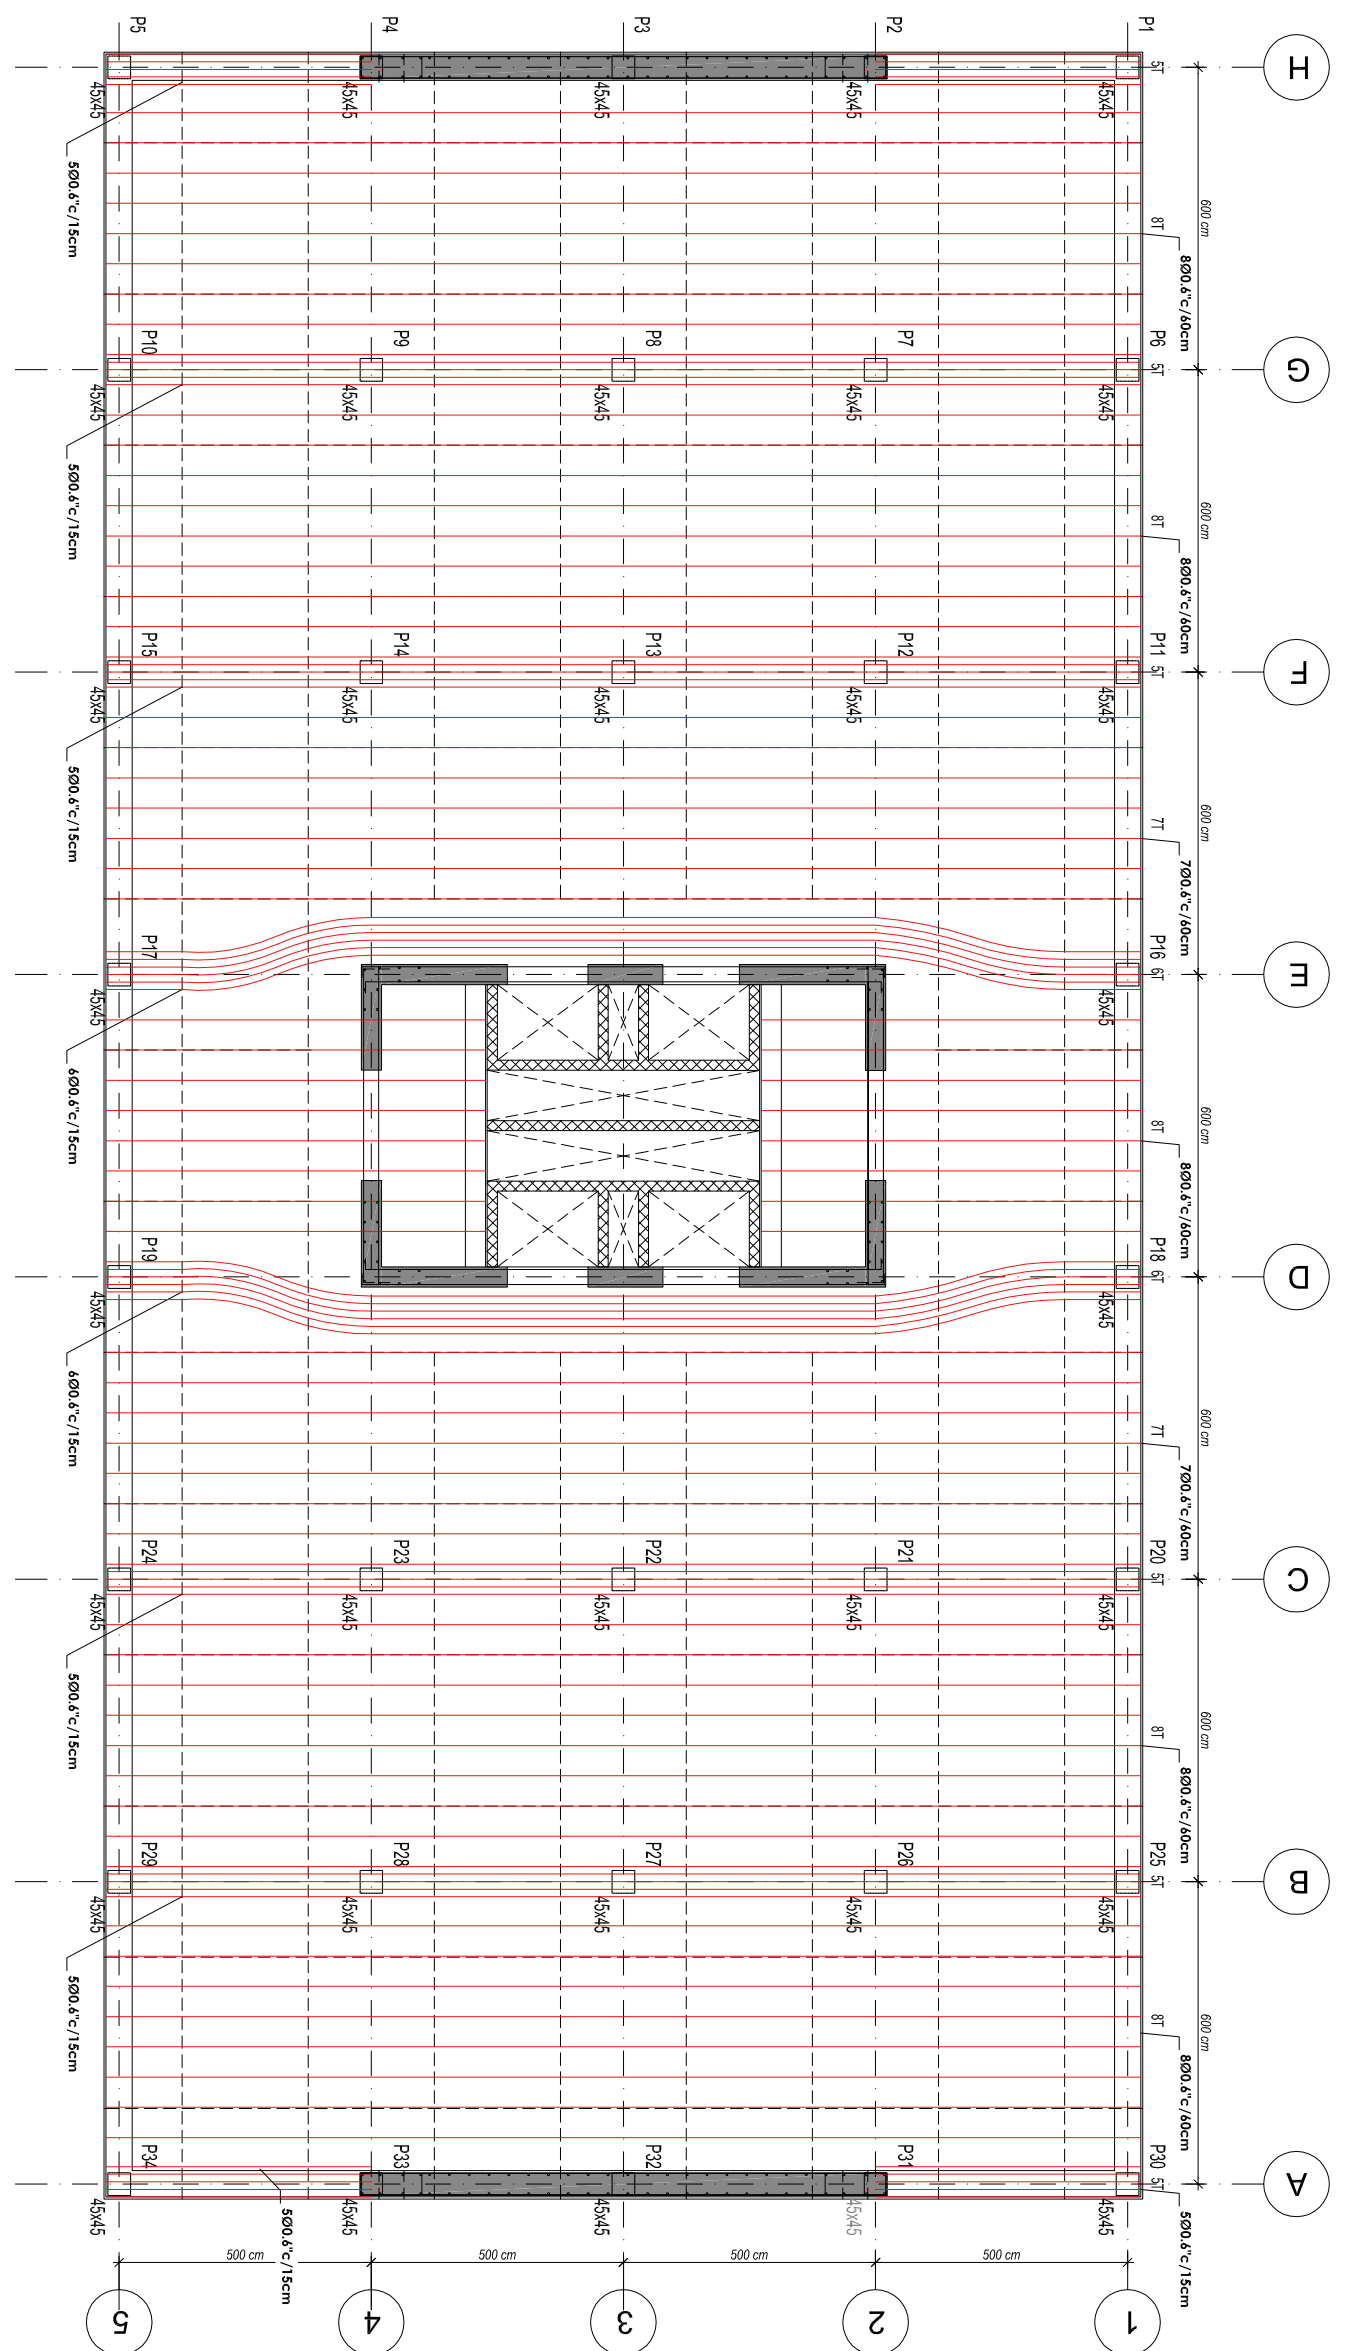 P5
P4
P3
P2
P1
H
5T
45x45
45x45
45x45
45x45
45x45
5Ø0.6"c/15cm
600 cm
8T
8Ø0.6"c/60cm
P10
P9
P8
P7
P6
G
5T
45x45
45x45
45x45
45x45
45x45
5Ø0.6"c/15cm
600 cm
8T
8Ø0.6"c/60cm
P15
P14
P13
P12
P11
F
5T
45x45
45x45
45x45
45x45
45x45
5Ø0.6"c/15cm
600 cm
7T
7Ø0.6"c/60cm
P17
P16
E
6T
45x45
45x45
6Ø0.6"c/15cm
600 cm
8T
8Ø0.6"c/60cm
P19
P18
D
6T
45x45
45x45
6Ø0.6"c/15cm
600 cm
7T
7Ø0.6"c/60cm
P24
P23
P22
P21
P20
C
5T
45x45
45x45
45x45
45x45
45x45
5Ø0.6"c/15cm
600 cm
8T
8Ø0.6"c/60cm
P29
P28
P27
P26
P25
B
5T
45x45
45x45
45x45
45x45
45x45
5Ø0.6"c/15cm
600 cm
8T
8Ø0.6"c/60cm
P34
P33
P32
P31
P30
A
5T
45x45
45x45
45x45
45x45
45x45
5Ø0.6"c/15cm
5Ø0.6"c/15cm
500 cm
500 cm
500 cm
500 cm
5
4
3
2
1